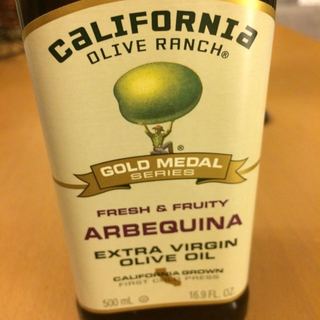 CaLiFORNIa
OLIVE RANCH®
®
GOLD MEDAL
SERIES
FRESH & FRUITY
ARBEQUINA
EXTRA VIRGIN
OLIVE OIL
CALIFORNIA GROWN
FIRST COLD PRESS
500 mL 16.9 FL. OZ